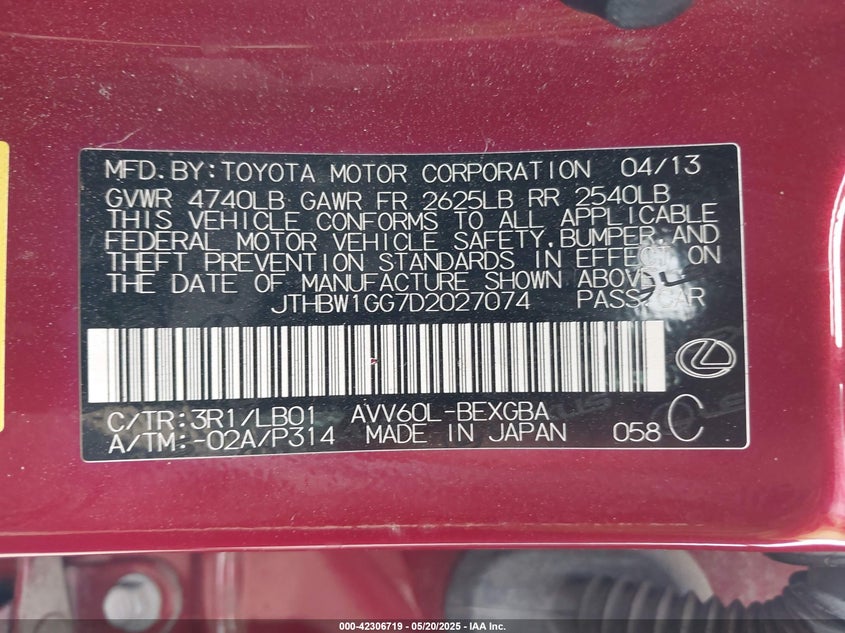 MFD.BY:TOYOTA MOTOR CORPORATION 04/13
GVWR 4740LB GAWR FR 2625LB RR 2540LB
THIS VEHICLE CONFORMS TO ALL APPLICABLE
FEDERAL MOTOR VEHICLE SAFETY,BUMPER,AND
THEFT PREVENTION STANDARDS IN EFFECT ON
THE DATE OF MANUFACTURE SHOWN ABOVE.
JTHBW1GG7D2027074 PASS.CAR
C/TR:3R1/LB01 AVV60L-BEXGBA
A/TM:-02A/P314 MADE IN JAPAN 058 C
000-42306719 — 05/20/2025 — IAA Inc.